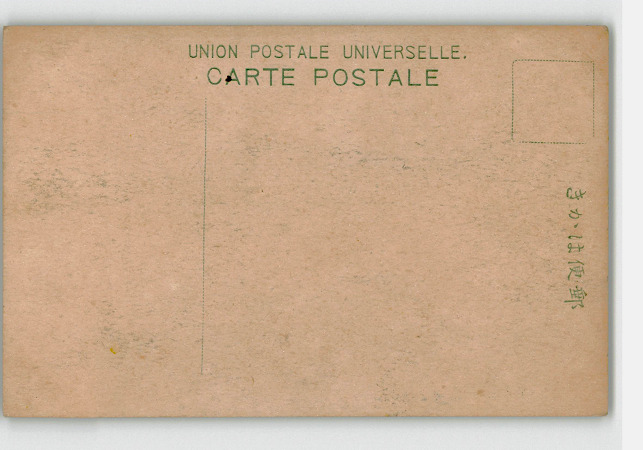 UNION POSTALE UNIVERSELLE.
CARTE POSTALE
きかは便郵